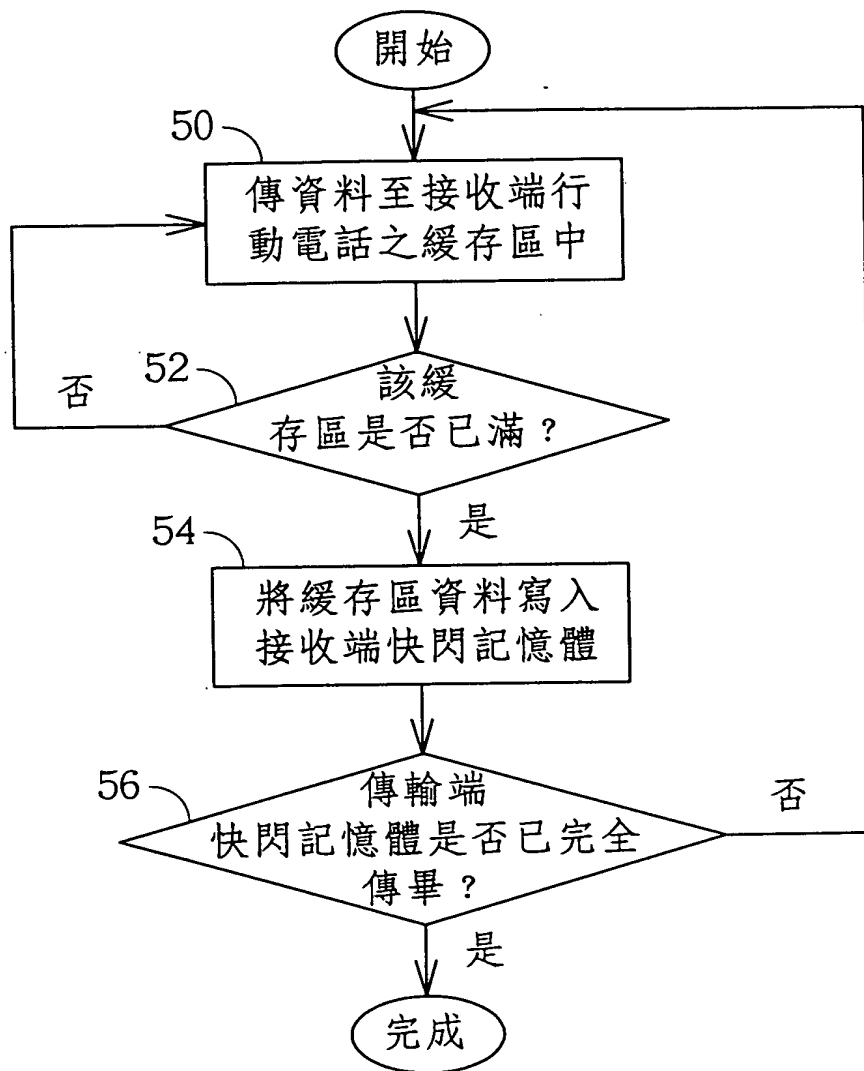 開始
50
傳資料至接收端行
動電話之緩存區中
52
否
該緩
存區是否已滿？
是
54
將緩存區資料寫入
接收端快閃記憶體
56
傳輸端
快閃記憶體是否已完全
傳畢？
否
是
完成